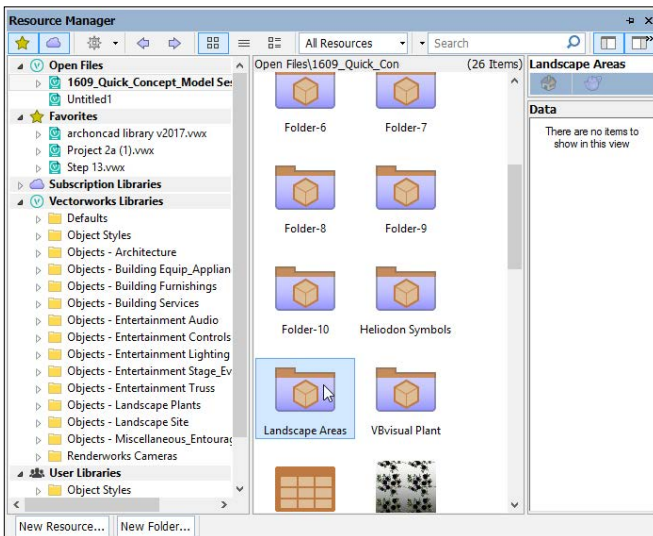 Resource Manager
All Resources
Search
Open Files
1609_Quick_Concept_Model Ses
Untitled1
Favorites
archoncad library v2017.vwx
Project 2a (1).vwx
Step 13.vwx
Subscription Libraries
Vectorworks Libraries
Defaults
Object Styles
Objects - Architecture
Objects - Building Equip_Applian
Objects - Building Furnishings
Objects - Building Services
Objects - Entertainment Audio
Objects - Entertainment Controls
Objects - Entertainment Lighting
Objects - Entertainment Stage_Ev
Objects - Entertainment Truss
Objects - Landscape Plants
Objects - Landscape Site
Objects - Miscellaneous_Entourag
Renderworks Cameras
User Libraries
Object Styles
New Resource... New Folder...
Open Files\1609_Quick_Con (26 Items)
Folder-6 Folder-7
Folder-8 Folder-9
Folder-10 Heliodon Symbols
Landscape Areas VBvisual Plant
Landscape Areas
Data
There are no items to
show in this view